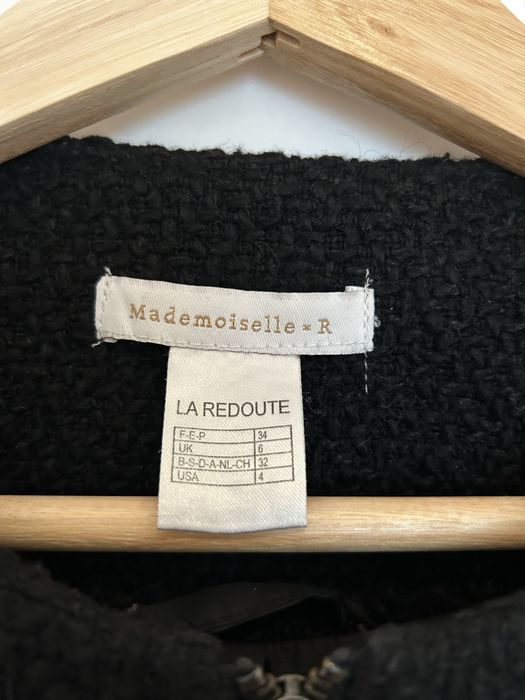 Mademoiselle * R
LA REDOUTE
F-E-P 34
UK 6
B-S-D-A-NL-CH 32
USA 4